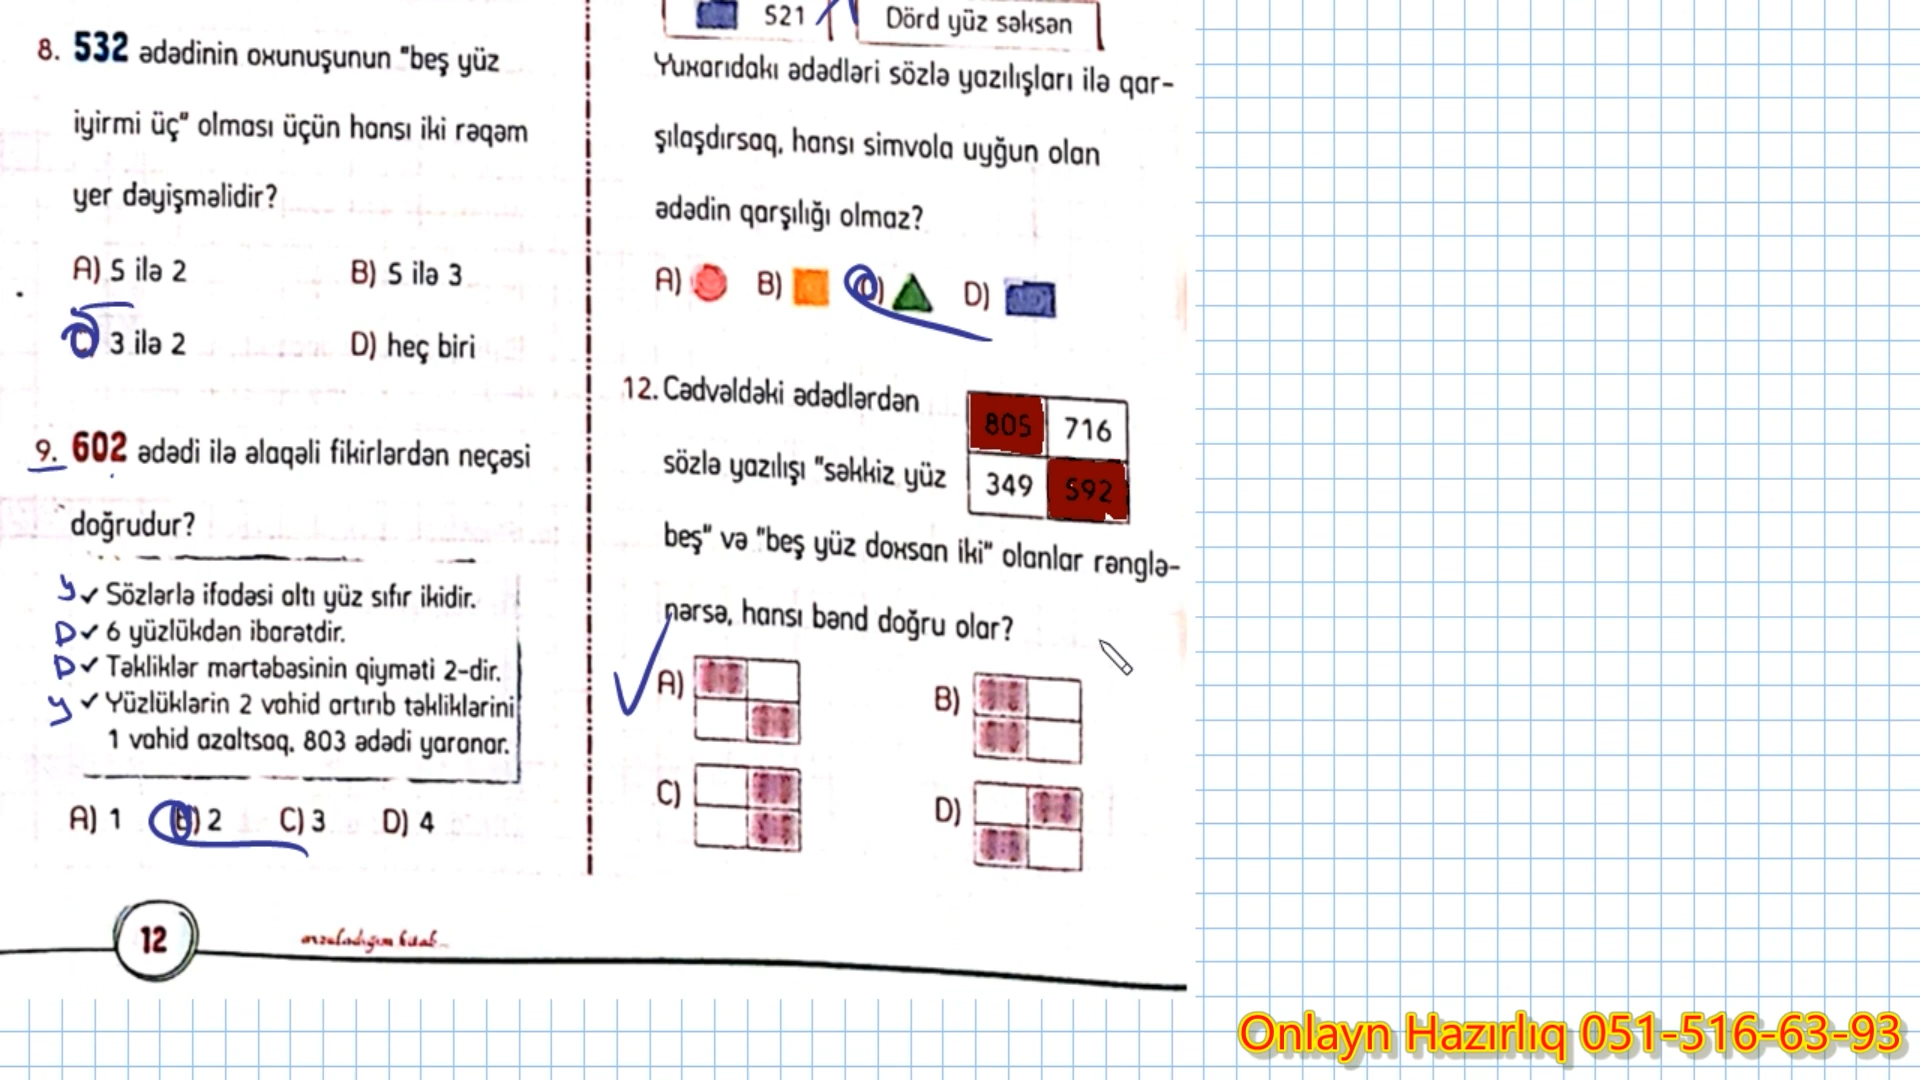 8. 532 ədədinin oxunuşunun "beş yüz
iyirmi üç" olması üçün hansı iki rəqəm
yer dəyişməlidir?
A) 5 ilə 2
B) 5 ilə 3
C) 3 ilə 2
D) heç biri
9. 602 ədədi ilə əlaqəli fikirlərdən neçəsi
doğrudur?
y ✓ Sözlərlə ifadəsi altı yüz sıfır ikidir.
D ✓ 6 yüzlükdən ibarətdir.
D ✓ Təkliklər mərtəbəsinin qiyməti 2-dir.
y ✓ Yüzlüklərin 2 vahid artırıb təkliklərini
1 vahid azaltsaq, 803 ədədi yaranar.
A) 1 B) 2 C) 3 D) 4
12
arzuladığım kitab...
521
Dörd yüz səksən
Yuxarıdakı ədədləri sözlə yazılışları ilə qar-
şılaşdırsaq, hansı simvola uyğun olan
ədədin qarşılığı olmaz?
A) B) C) D)
12. Cədvəldəki ədədlərdən
sözlə yazılışı "səkkiz yüz
beş" və "beş yüz doxsan iki" olanlar rənglə-
nərsə, hansı bənd doğru olar?
805 716
349 592
A)
B)
C)
D)
Onlayn Hazırlıq 051-516-63-93